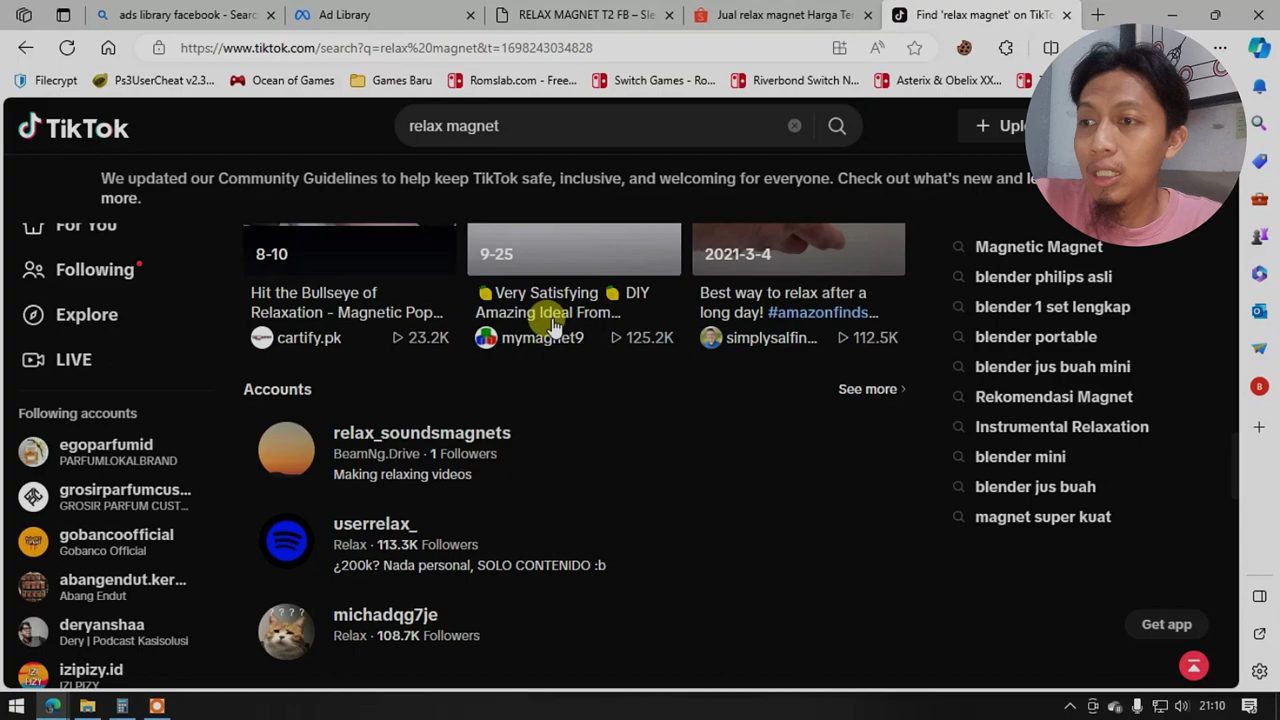 ads library facebook - Searc
Ad Library
RELAX MAGNET T2 FB – Sle
Jual relax magnet Harga Ter
Find 'relax magnet' on TikTo
https://www.tiktok.com/search?q=relax%20magnet&t=1698243034828
Filecrypt
Ps3UserCheat v2.3...
Ocean of Games
Games Baru
Romslab.com - Free...
Switch Games - Ro...
Riverbond Switch N...
Asterix & Obelix XX...
TikTok
relax magnet
Uplo
We updated our Community Guidelines to help keep TikTok safe, inclusive, and welcoming for everyone. Check out what's new and le
more.
For You
Following
Explore
LIVE
Following accounts
egoparfumid
PARFUMLOKALBRAND
grosirparfumcus...
GROSIR PARFUM CUST...
gobancoofficial
Gobanco Official
abangendut.ker...
Abang Endut
deryanshaa
Dery | Podcast Kasisolusi
izipizy.id
IZI PIZY
8-10
Hit the Bullseye of
Relaxation - Magnetic Pop...
cartify.pk
23.2K
9-25
🍋Very Satisfying 🍋 DIY
Amazing Ideal From...
mymagnet9
125.2K
2021-3-4
Best way to relax after a
long day! #amazonfinds...
simplysalfin...
112.5K
Accounts
See more
relax_soundsmagnets
BeamNg.Drive · 1 Followers
Making relaxing videos
userrelax_
Relax · 113.3K Followers
¿200k? Nada personal, SOLO CONTENIDO :b
michadqg7je
Relax · 108.7K Followers
Magnetic Magnet
blender philips asli
blender 1 set lengkap
blender portable
blender jus buah mini
Rekomendasi Magnet
Instrumental Relaxation
blender mini
blender jus buah
magnet super kuat
Get app
21:10